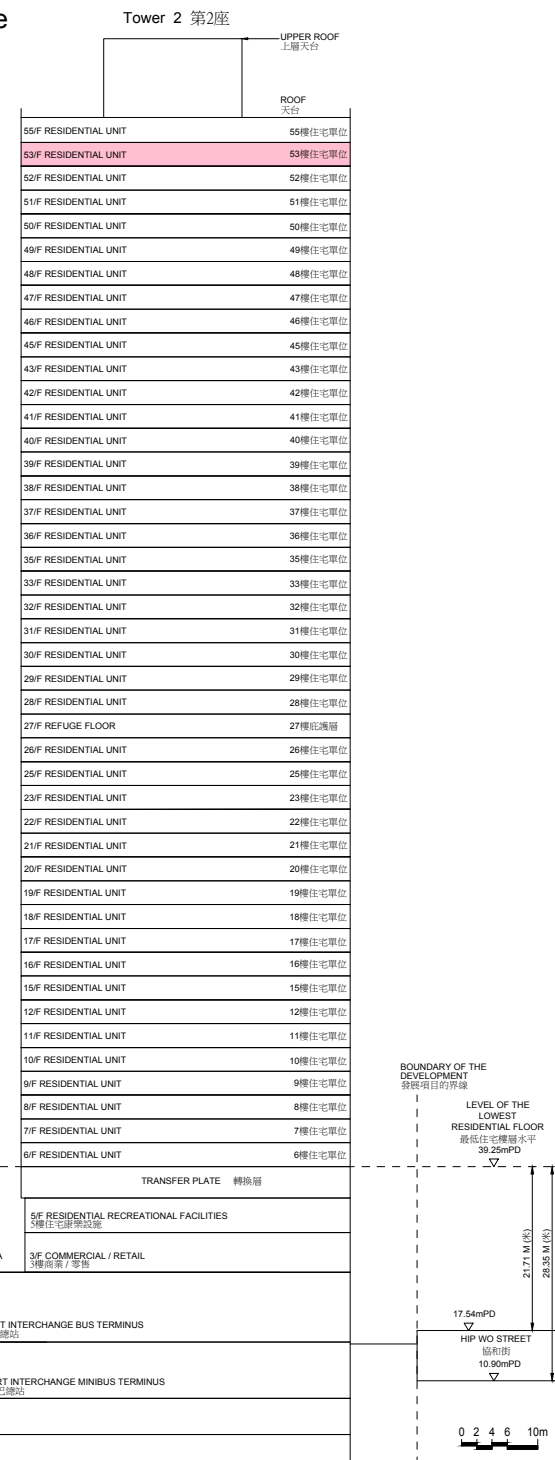 e
Tower 2 第2座
UPPER ROOF
上層天台
ROOF
天台
55/F RESIDENTIAL UNIT 55樓住宅單位
53/F RESIDENTIAL UNIT 53樓住宅單位
52/F RESIDENTIAL UNIT 52樓住宅單位
51/F RESIDENTIAL UNIT 51樓住宅單位
50/F RESIDENTIAL UNIT 50樓住宅單位
49/F RESIDENTIAL UNIT 49樓住宅單位
48/F RESIDENTIAL UNIT 48樓住宅單位
47/F RESIDENTIAL UNIT 47樓住宅單位
46/F RESIDENTIAL UNIT 46樓住宅單位
45/F RESIDENTIAL UNIT 45樓住宅單位
43/F RESIDENTIAL UNIT 43樓住宅單位
42/F RESIDENTIAL UNIT 42樓住宅單位
41/F RESIDENTIAL UNIT 41樓住宅單位
40/F RESIDENTIAL UNIT 40樓住宅單位
39/F RESIDENTIAL UNIT 39樓住宅單位
38/F RESIDENTIAL UNIT 38樓住宅單位
37/F RESIDENTIAL UNIT 37樓住宅單位
36/F RESIDENTIAL UNIT 36樓住宅單位
35/F RESIDENTIAL UNIT 35樓住宅單位
33/F RESIDENTIAL UNIT 33樓住宅單位
32/F RESIDENTIAL UNIT 32樓住宅單位
31/F RESIDENTIAL UNIT 31樓住宅單位
30/F RESIDENTIAL UNIT 30樓住宅單位
29/F RESIDENTIAL UNIT 29樓住宅單位
28/F RESIDENTIAL UNIT 28樓住宅單位
27/F REFUGE FLOOR 27樓庇護層
26/F RESIDENTIAL UNIT 26樓住宅單位
25/F RESIDENTIAL UNIT 25樓住宅單位
23/F RESIDENTIAL UNIT 23樓住宅單位
22/F RESIDENTIAL UNIT 22樓住宅單位
21/F RESIDENTIAL UNIT 21樓住宅單位
20/F RESIDENTIAL UNIT 20樓住宅單位
19/F RESIDENTIAL UNIT 19樓住宅單位
18/F RESIDENTIAL UNIT 18樓住宅單位
17/F RESIDENTIAL UNIT 17樓住宅單位
16/F RESIDENTIAL UNIT 16樓住宅單位
15/F RESIDENTIAL UNIT 15樓住宅單位
12/F RESIDENTIAL UNIT 12樓住宅單位
11/F RESIDENTIAL UNIT 11樓住宅單位
10/F RESIDENTIAL UNIT 10樓住宅單位
9/F RESIDENTIAL UNIT 9樓住宅單位
8/F RESIDENTIAL UNIT 8樓住宅單位
7/F RESIDENTIAL UNIT 7樓住宅單位
6/F RESIDENTIAL UNIT 6樓住宅單位
BOUNDARY OF THE
DEVELOPMENT
發展項目的界線
LEVEL OF THE
LOWEST
RESIDENTIAL FLOOR
最低住宅樓層水平
39.25mPD
TRANSFER PLATE 轉換層
5/F RESIDENTIAL RECREATIONAL FACILITIES
5樓住宅康樂設施
A
3/F COMMERCIAL / RETAIL
3樓商業 / 零售
21.71 M (米)
28.35 M (米)
17.54mPD
T INTERCHANGE BUS TERMINUS
總站
HIP WO STREET
協和街
10.90mPD
RT INTERCHANGE MINIBUS TERMINUS
巴總站
0 2 4 6 10m